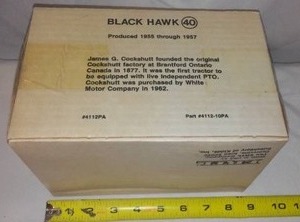 BLACK HAWK 40
Produced 1955 through 1957
James G. Cockshutt founded the original
Cockshutt factory at Brantford Ontario
Canada in 1877. It was the first tractor to
be equipped with live independent PTO.
Cockshutt was purchased by White
Motor Company in 1962.
#4112PA Part #4112-10PA
1 2 3 4 5 6 7 8 9 10